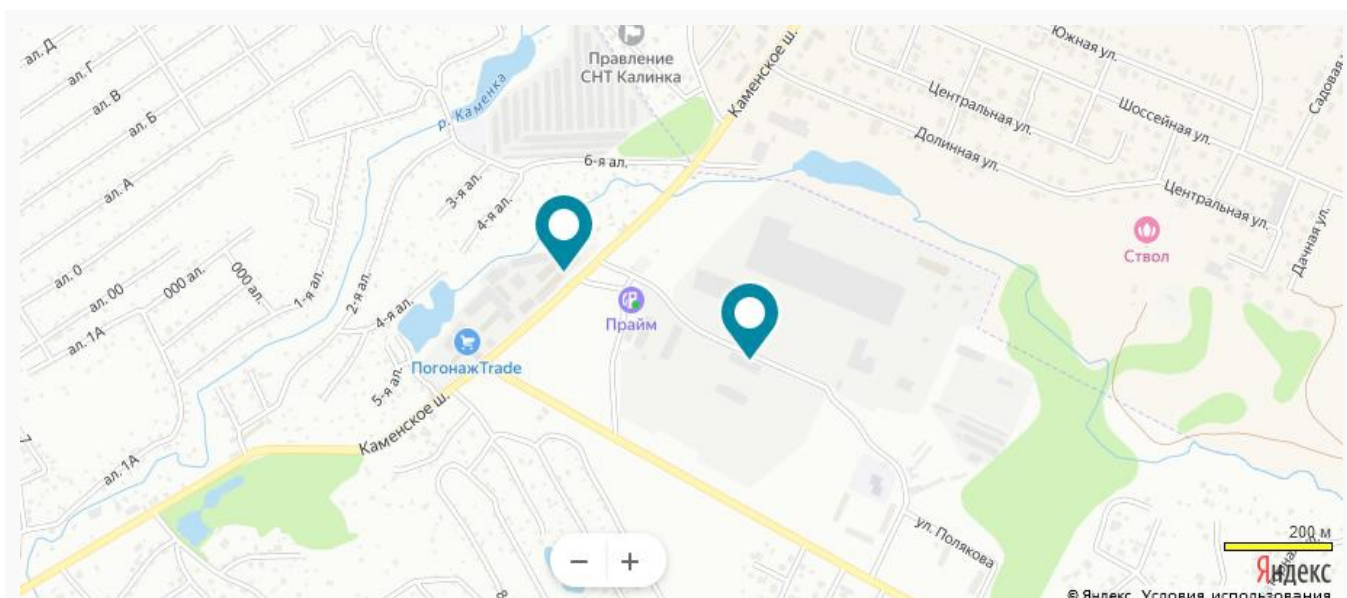 ал. Д
ал. Г
ал. В
ал. Б
ал. А
р. Каменка
Правление
СНТ Калинка
Каменское ш.
Южная ул.
Садовая
Центральная ул.
Шоссейная ул.
Долинная ул.
Центральная ул.
Дачная ул.
6-я ал.
3-я ал.
4-я ал.
Ствол
ал. 0
ал. 00
000 ал.
000 ал.
1-я ал.
2-я ал.
4-я ал.
ал. 1А
Прайм
ПогонажTrade
5-я ал.
Каменское ш.
ал. 1А
ул. Полякова
200 м
Яндекс
© Яндекс Условия использования